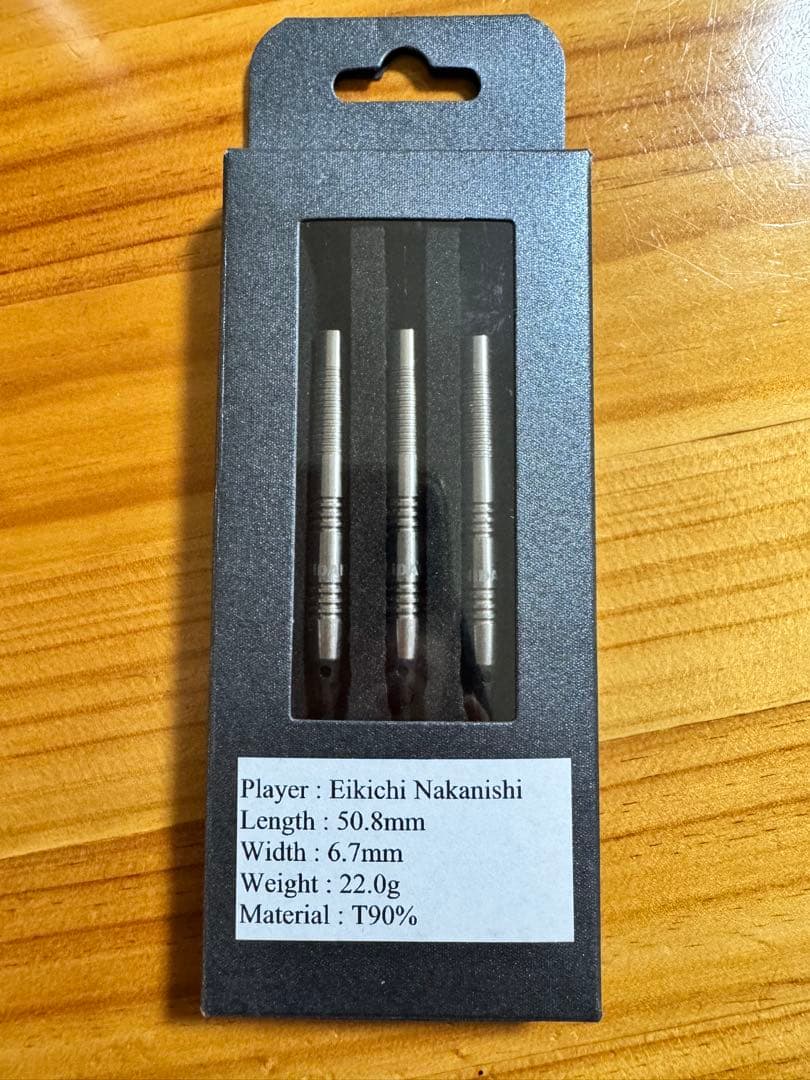 Player : Eikichi Nakanishi
Length : 50.8mm
Width : 6.7mm
Weight : 22.0g
Material : T90%